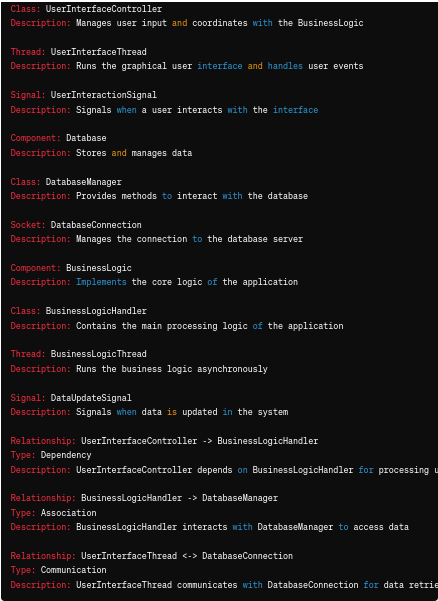 Class: UserInterfaceController
Description: Manages user input and coordinates with the BusinessLogic
Thread: UserInterfaceThread
Description: Runs the graphical user interface and handles user events
Signal: UserInteractionSignal
Description: Signals when a user interacts with the interface
Component: Database
Description: Stores and manages data
Class: DatabaseManager
Description: Provides methods to interact with the database
Socket: DatabaseConnection
Description: Manages the connection to the database server
Component: BusinessLogic
Description: Implements the core logic of the application
Class: BusinessLogicHandler
Description: Contains the main processing logic of the application
Thread: BusinessLogicThread
Description: Runs the business logic asynchronously
Signal: DataUpdateSignal
Description: Signals when data is updated in the system
Relationship: UserInterfaceController -> BusinessLogicHandler
Type: Dependency
Description: UserInterfaceController depends on BusinessLogicHandler for processing u
Relationship: BusinessLogicHandler -> DatabaseManager
Type: Association
Description: BusinessLogicHandler interacts with DatabaseManager to access data
Relationship: UserInterfaceThread <-> DatabaseConnection
Type: Communication
Description: UserInterfaceThread communicates with DatabaseConnection for data retrie